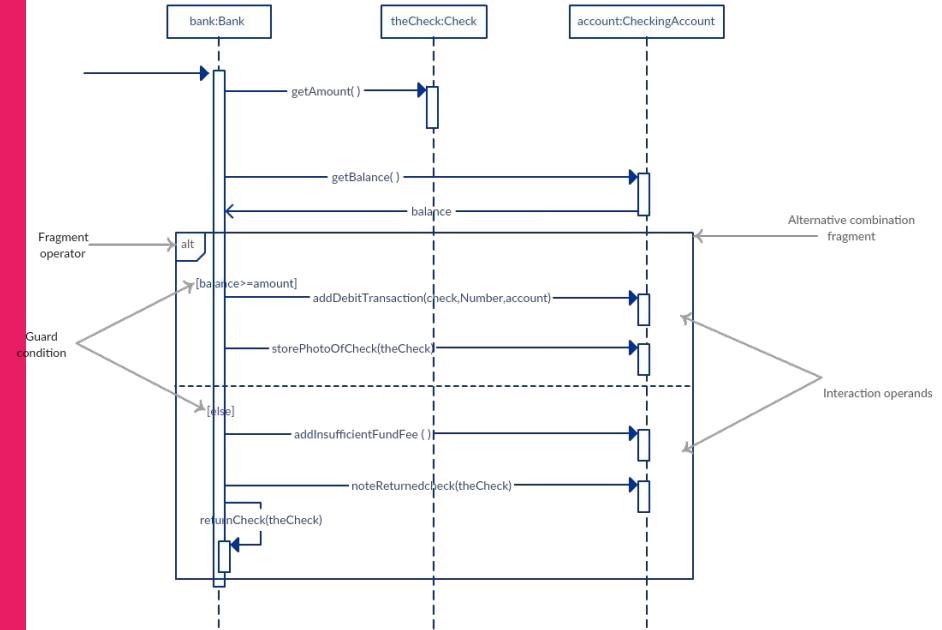 bank:Bank
theCheck:Check
account:CheckingAccount
getAmount( )
getBalance( )
balance
Alternative combination
fragment
Fragment
operator
alt
[balance>=amount]
addDebitTransaction(check,Number,account)
Guard
condition
storePhotoOfCheck(theCheck)
Interaction operands
[else]
addInsufficientFundFee ( )
noteReturnedcheck(theCheck)
returnCheck(theCheck)